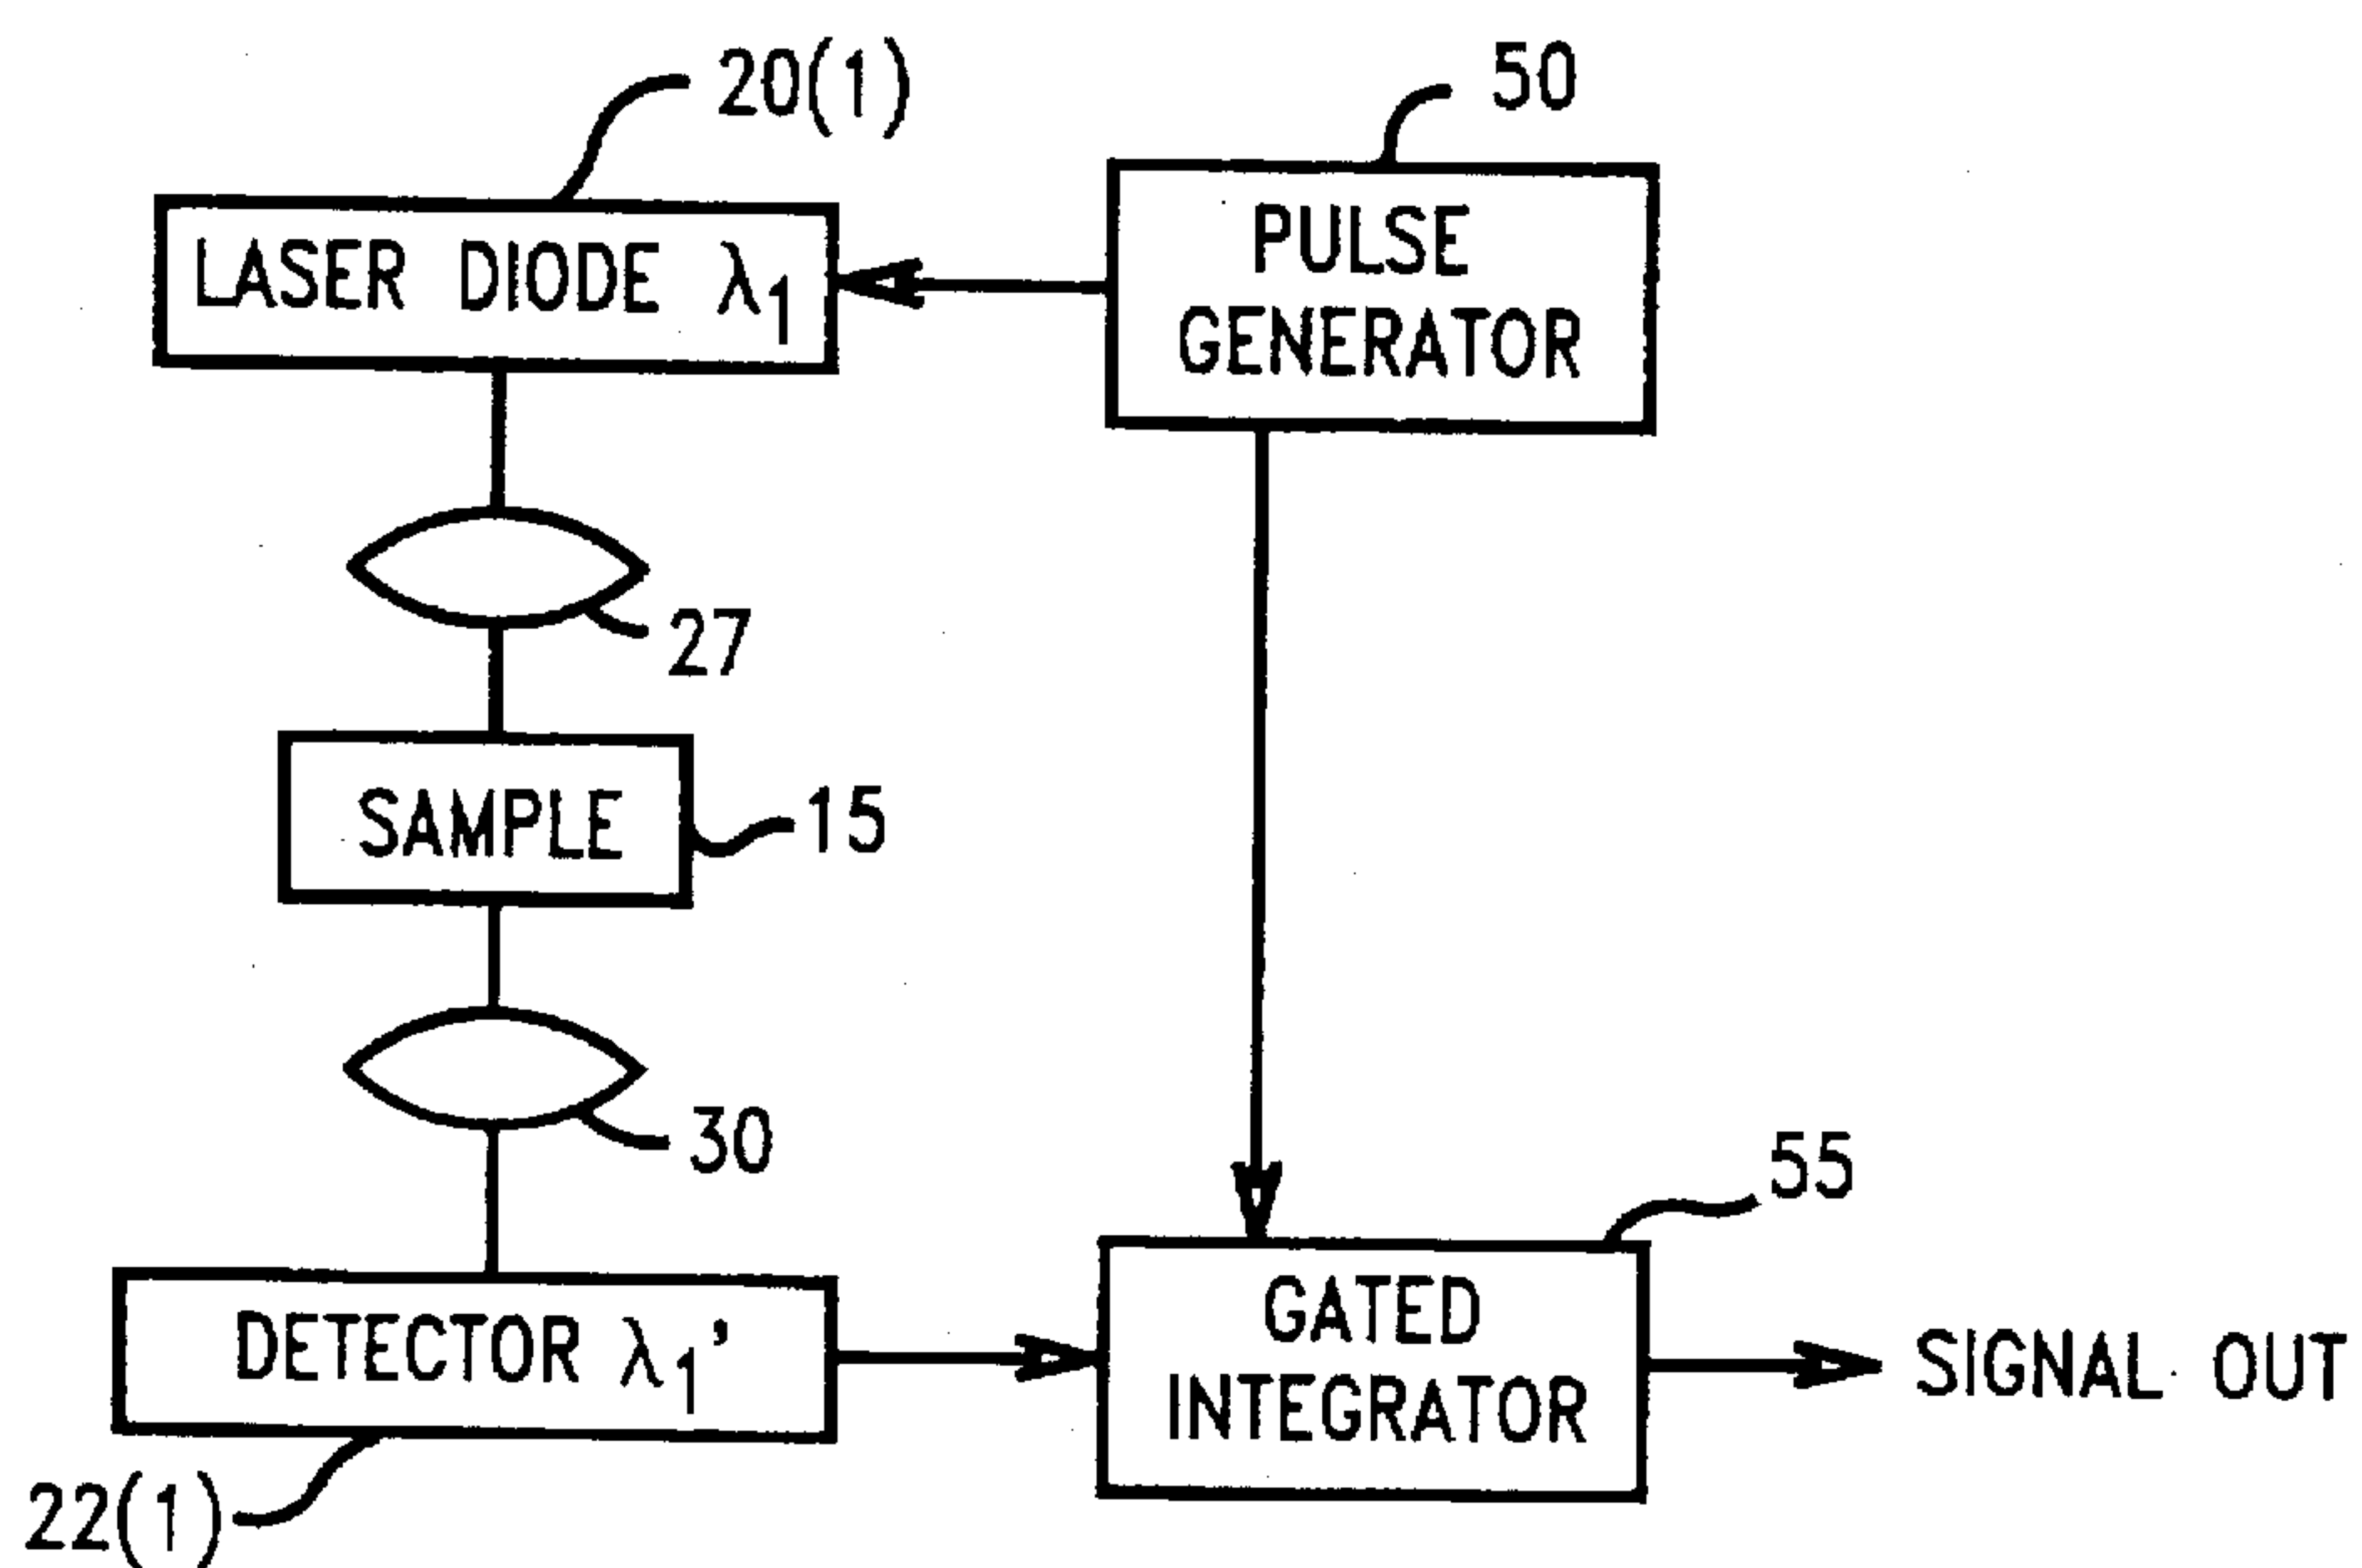 20(1)
50
LASER DIODE λ1
PULSE
GENERATOR
27
SAMPLE
15
30
55
DETECTOR λ1'
GATED
INTEGRATOR
SIGNAL OUT
22(1)